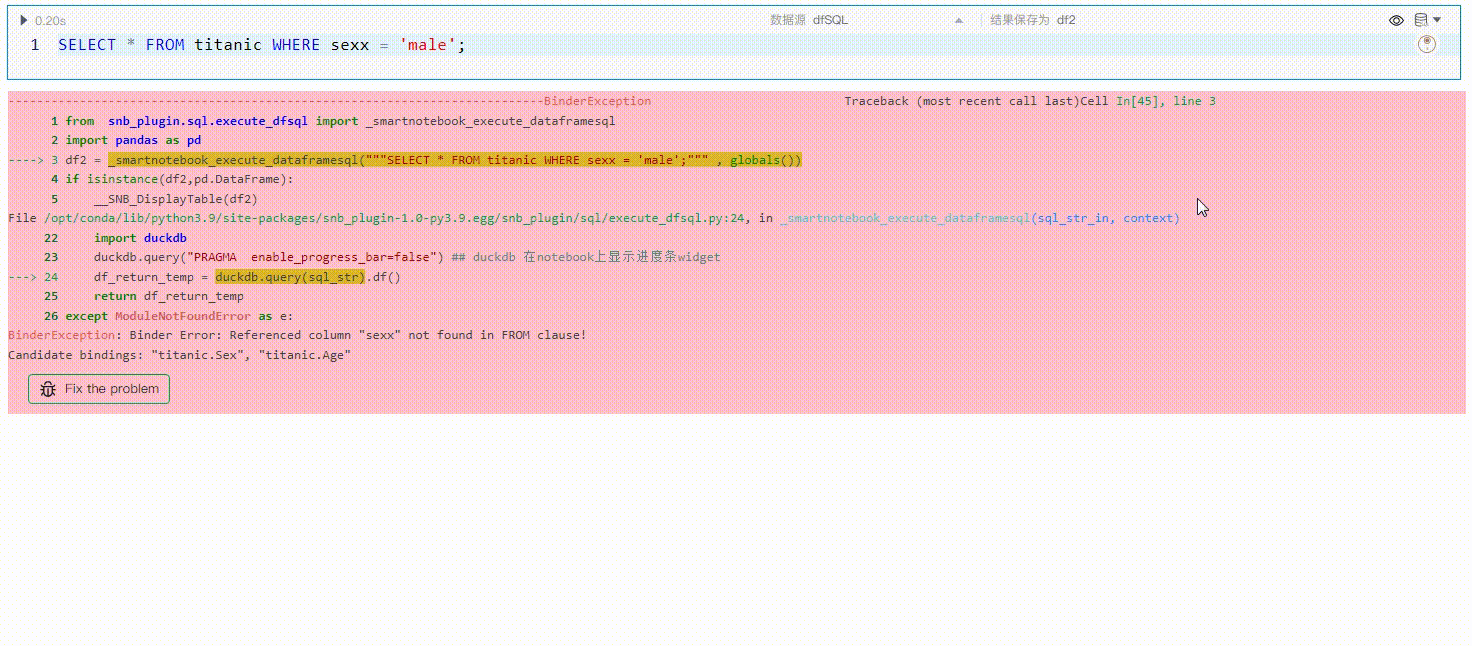 0.20s 数据源 dfSQL 结果保存为 df2
1 SELECT * FROM titanic WHERE sexx = 'male';
---------------------------------------------------------------------------BinderException Traceback (most recent call last)Cell In[45], line 3
1 from snb_plugin.sql.execute_dfsql import _smartnotebook_execute_dataframesql
2 import pandas as pd
----> 3 df2 = _smartnotebook_execute_dataframesql("""SELECT * FROM titanic WHERE sexx = 'male';""" , globals())
4 if isinstance(df2,pd.DataFrame):
5 __SNB_DisplayTable(df2)
File /opt/conda/lib/python3.9/site-packages/snb_plugin-1.0-py3.9.egg/snb_plugin/sql/execute_dfsql.py:24, in _smartnotebook_execute_dataframesql(sql_str_in, context)
22 import duckdb
23 duckdb.query("PRAGMA enable_progress_bar=false") ## duckdb 在notebook上显示进度条widget
---> 24 df_return_temp = duckdb.query(sql_str).df()
25 return df_return_temp
26 except ModuleNotFoundError as e:
BinderException: Binder Error: Referenced column "sexx" not found in FROM clause!
Candidate bindings: "titanic.Sex", "titanic.Age"
Fix the problem